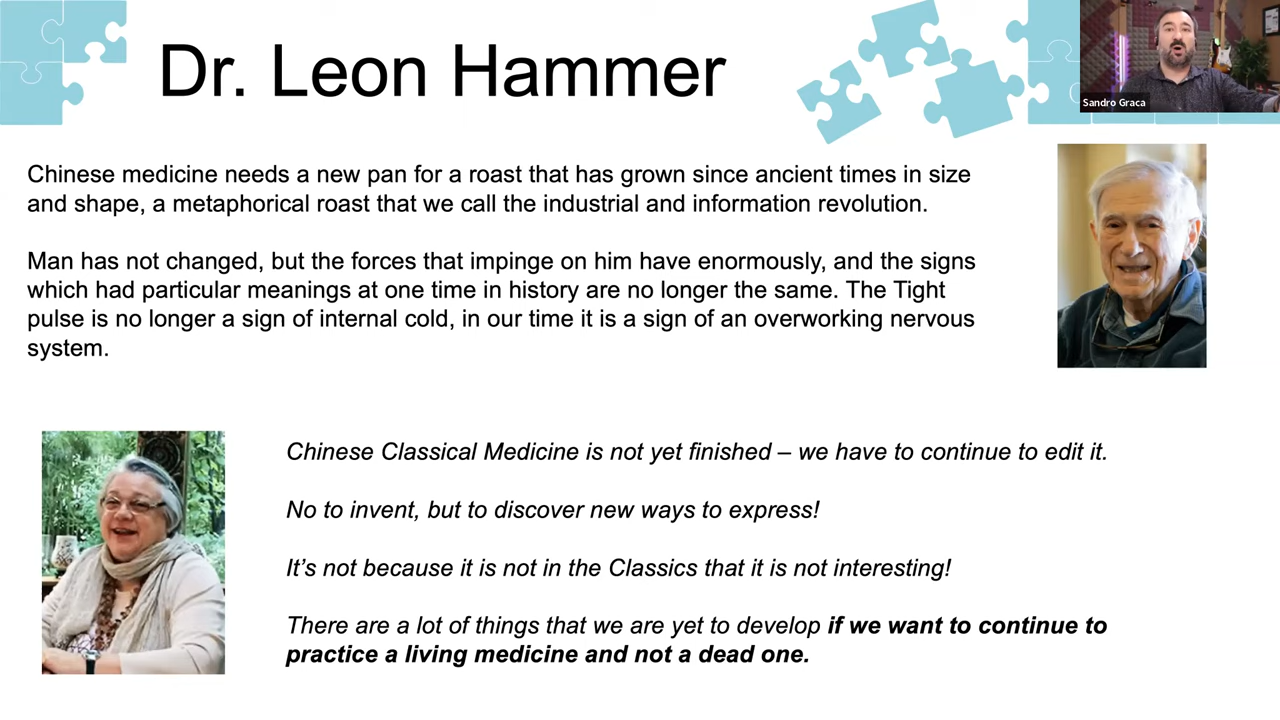 Dr. Leon Hammer
Sandro Graca
Chinese medicine needs a new pan for a roast that has grown since ancient times in size
and shape, a metaphorical roast that we call the industrial and information revolution.
Man has not changed, but the forces that impinge on him have enormously, and the signs
which had particular meanings at one time in history are no longer the same. The Tight
pulse is no longer a sign of internal cold, in our time it is a sign of an overworking nervous
system.
Chinese Classical Medicine is not yet finished – we have to continue to edit it.
No to invent, but to discover new ways to express!
It’s not because it is not in the Classics that it is not interesting!
There are a lot of things that we are yet to develop if we want to continue to
practice a living medicine and not a dead one.